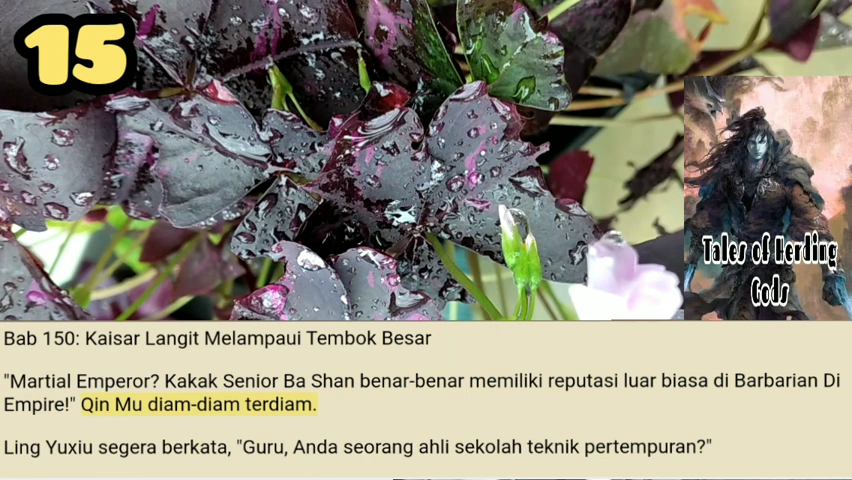 15
Tales of Herding
Gods
Bab 150: Kaisar Langit Melampaui Tembok Besar
"Martial Emperor? Kakak Senior Ba Shan benar-benar memiliki reputasi luar biasa di Barbarian Di
Empire!" Qin Mu diam-diam terdiam.
Ling Yuxiu segera berkata, "Guru, Anda seorang ahli sekolah teknik pertempuran?"